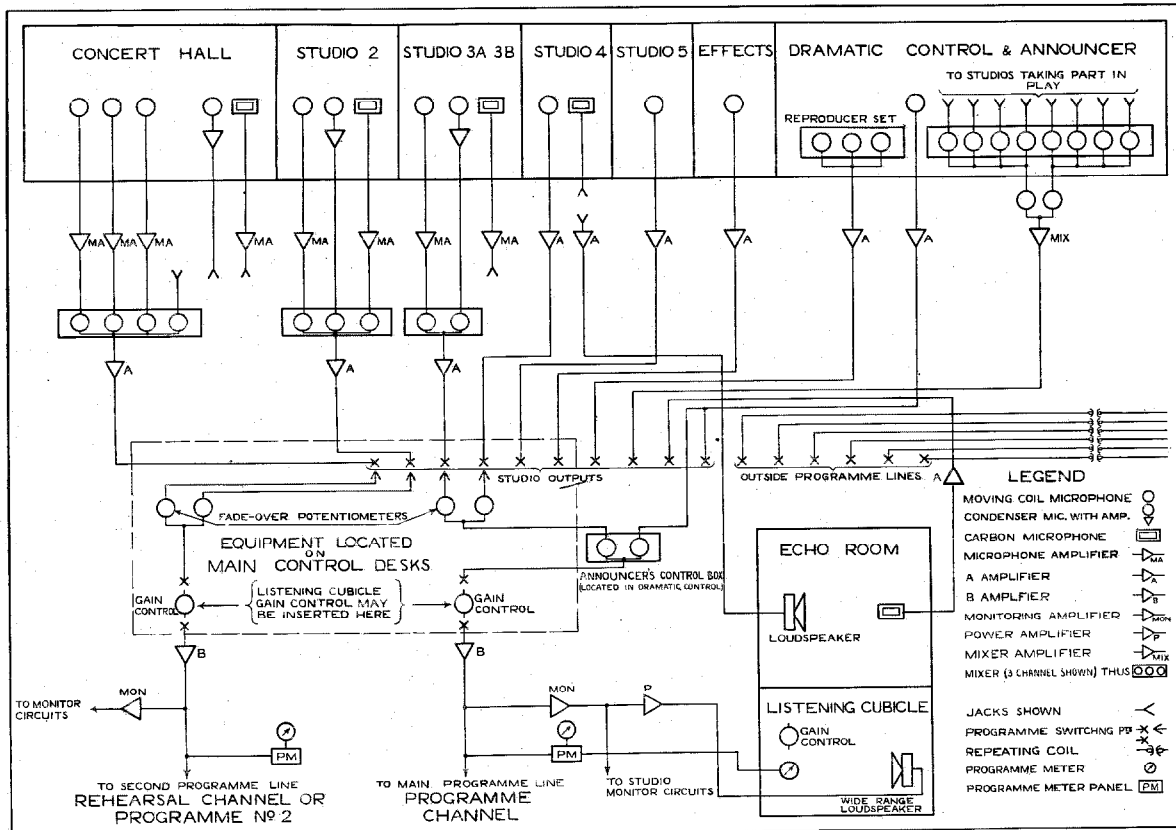 CONCERT HALL
STUDIO 2
STUDIO 3A 3B
STUDIO 4
STUDIO 5
EFFECTS
DRAMATIC CONTROL & ANNOUNCER
TO STUDIOS TAKING PART IN
PLAY
REPRODUCER SET
MA
MA
MA
MA
MA
MA
MA
MA
A
A
A
A
A
A
MIX
A
A
A
STUDIO OUTPUTS
OUTSIDE PROGRAMME LINES
A
FADE-OVER POTENTIOMETERS
EQUIPMENT LOCATED
ON
MAIN CONTROL DESKS
ANNOUNCER'S CONTROL BOX
(LOCATED IN DRAMATIC CONTROL)
GAIN
CONTROL
LISTENING CUBICLE
GAIN CONTROL MAY
BE INSERTED HERE
GAIN
CONTROL
B
B
MON
TO MONITOR
CIRCUITS
PM
TO SECOND PROGRAMME LINE
REHEARSAL CHANNEL OR
PROGRAMME Nº 2
MON
P
PM
TO MAIN PROGRAMME LINE
PROGRAMME
CHANNEL
TO STUDIO
MONITOR CIRCUITS
ECHO ROOM
LOUDSPEAKER
LISTENING CUBICLE
GAIN
CONTROL
WIDE RANGE
LOUDSPEAKER
LEGEND
MOVING COIL MICROPHONE
CONDENSER MIC. WITH AMP.
CARBON MICROPHONE
MICROPHONE AMPLIFIER MA
A AMPLIFIER A
B AMPLFIER B
MONITORING AMPLIFIER MON
POWER AMPLIFIER P
MIXER AMPLIFIER MIX
MIXER (3 CHANNEL SHOWN) THUS
JACKS SHOWN
PROGRAMME SWITCHNG PTS
REPEATING COIL
PROGRAMME METER
PROGRAMME METER PANEL PM